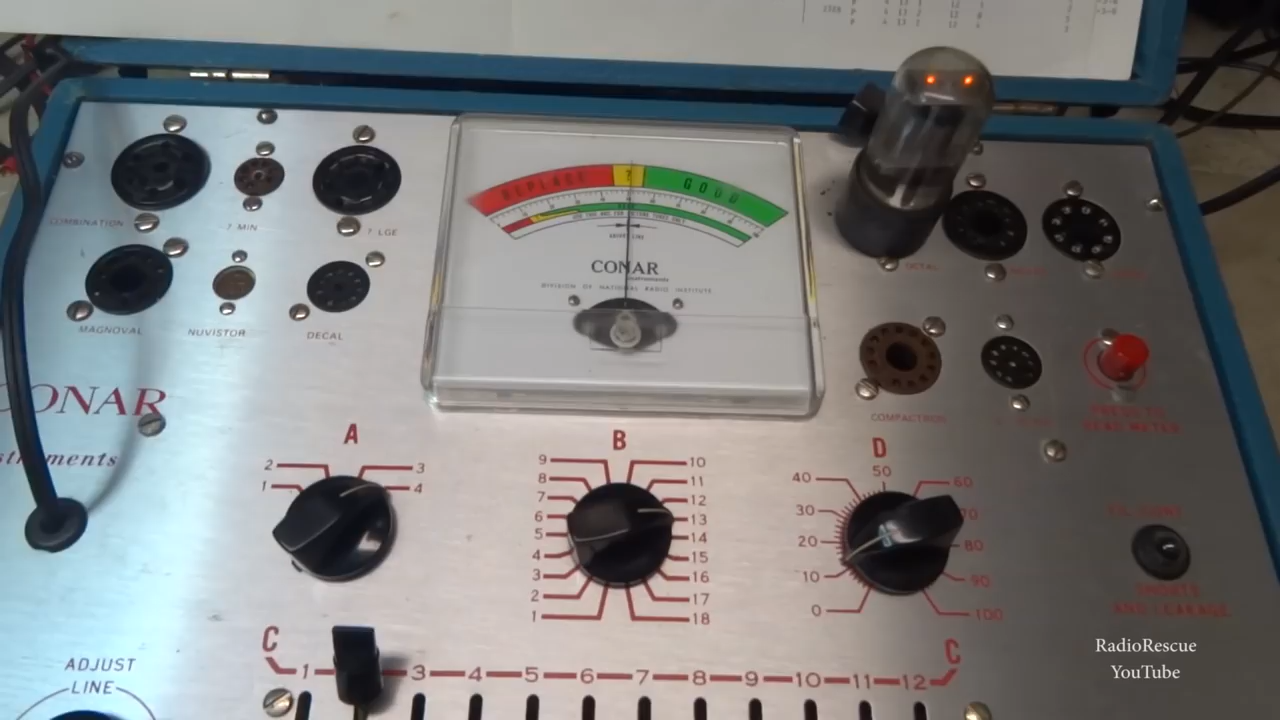 REPLACE ? GOOD
ADJUST LINE
CONAR
instruments
DIVISION OF NATIONAL RADIO INSTITUTE
COMBINATION
7 MIN
7 LGE
OCTAL
MAGNOVAL
NUVISTOR
DECAL
COMPACTRON
PRESS TO
READ METER
CONAR
A
2 3
1 4
B
9 10
8 11
7 12
6 13
5 14
4 15
3 16
2 17
1 18
D
50
40 60
30 70
20 80
10 90
0 100
SHORTS
AND LEAKAGE
ADJUST
LINE
C 1 3 4 5 6 7 8 9 10 11 12 C
RadioRescue
YouTube